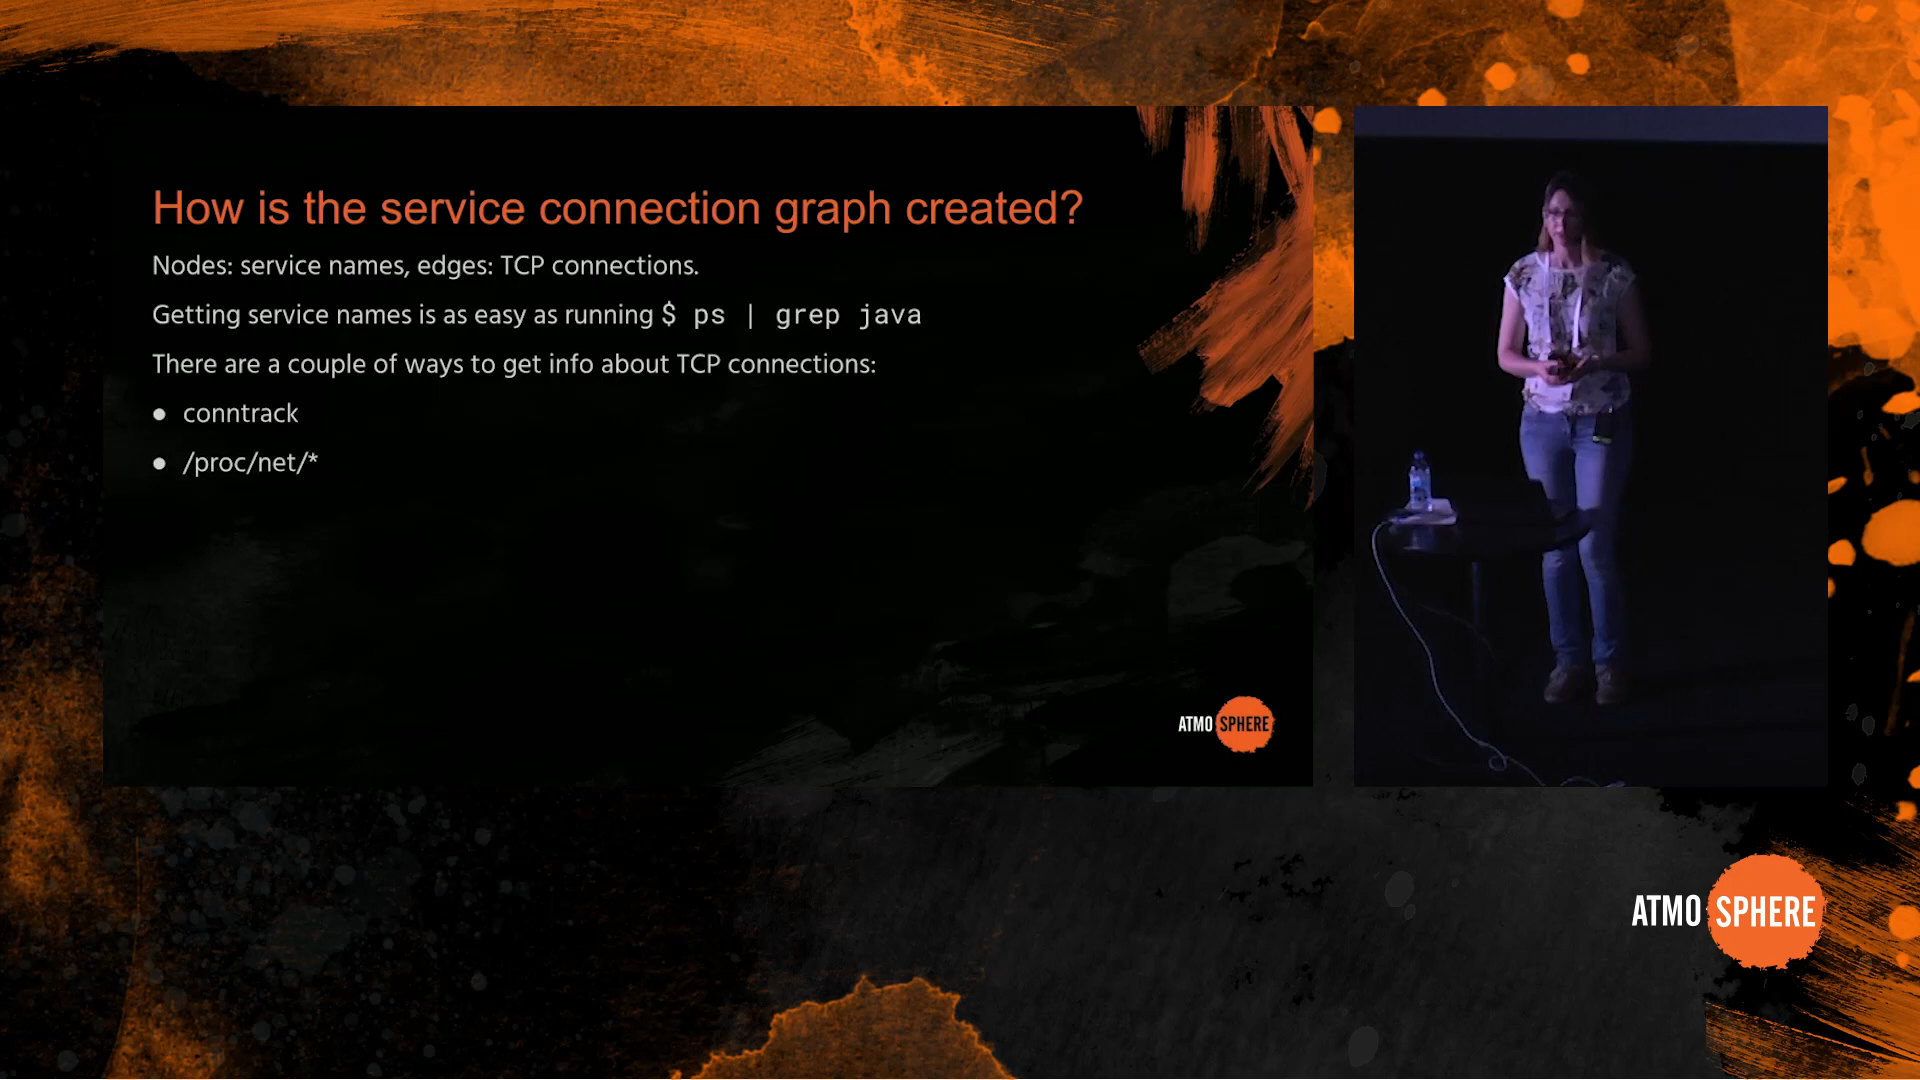 How is the service connection graph created?
Nodes: service names, edges: TCP connections.
Getting service names is as easy as running $ ps | grep java
There are a couple of ways to get info about TCP connections:
● conntrack
● /proc/net/*
ATMO SPHERE
ATMO SPHERE